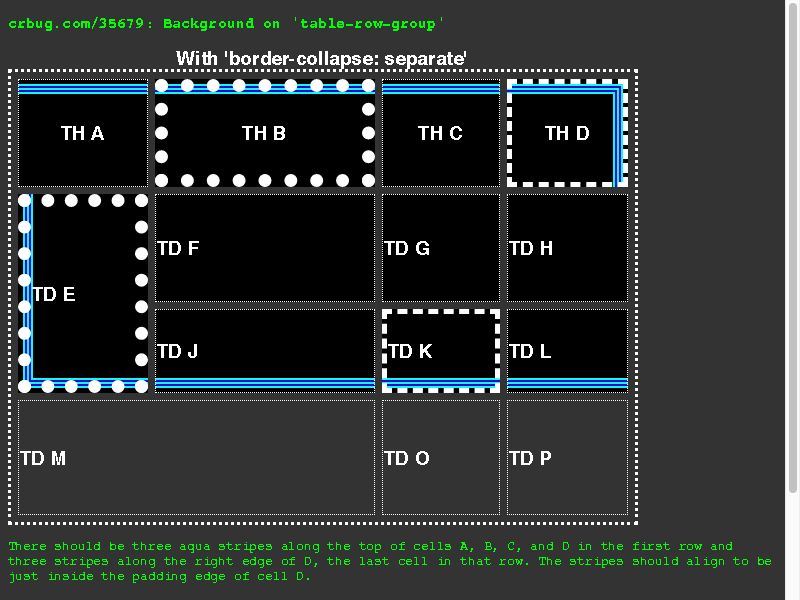 crbug.com/35679: Background on 'table-row-group'
With 'border-collapse: separate'
TH A TH B TH C TH D
TD E
TD F TD G TD H
TD J TD K TD L
TD M TD O TD P
There should be three aqua stripes along the top of cells A, B, C, and D in the first row and
three stripes along the right edge of D, the last cell in that row. The stripes should align to be
just inside the padding edge of cell D.